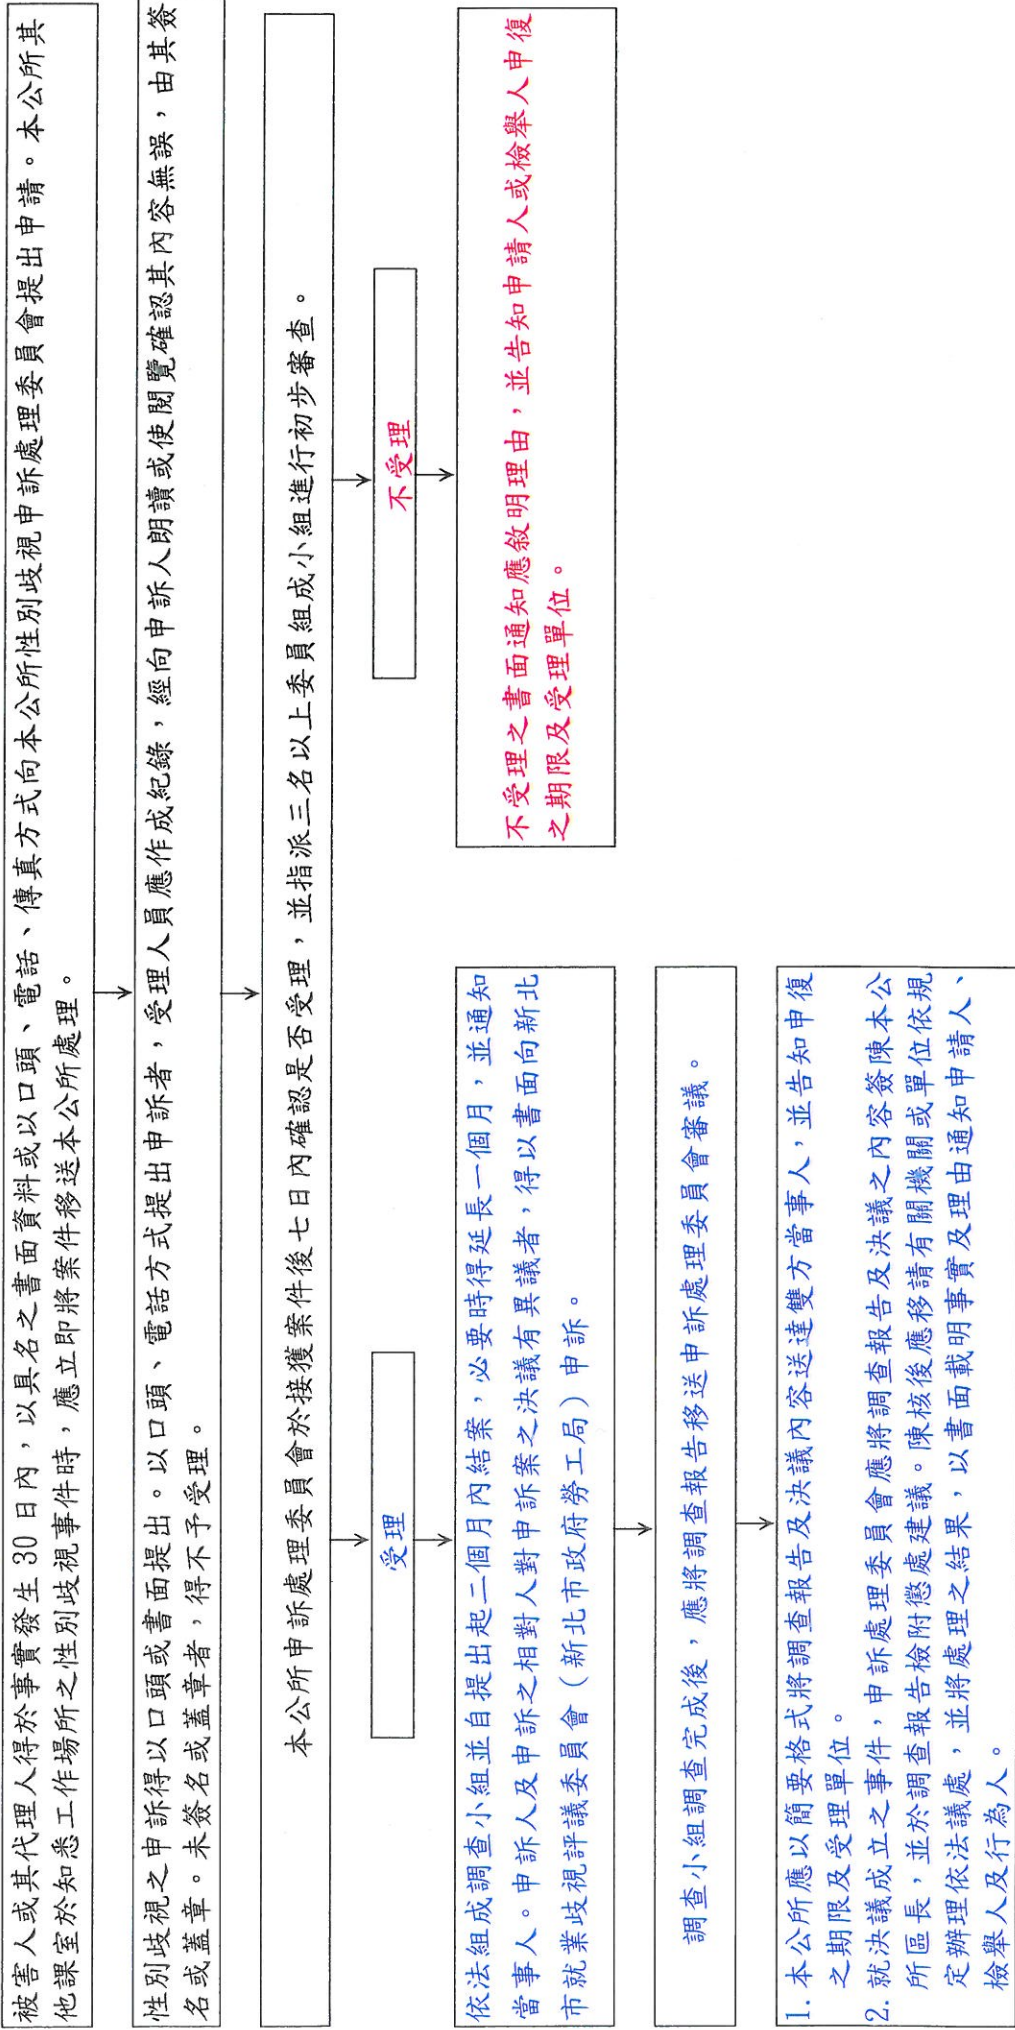 被害人或其代理人得於事實發生 30 日內，以具名之書面資料或以口頭、電話、傳真方式向本公所性別歧視申訴處理委員會提出申請。本公所其
他課室於知悉工作場所之性別歧視事件時，應立即將案件移送本公所處理。
性別歧視之申訴得以口頭或書面提出。以口頭、電話方式提出申訴者，受理人員應作成紀錄，經向申訴人朗讀或使閱覽確認其內容無誤，由其簽
名或蓋章。未簽名或蓋章者，得不予受理。
本公所申訴處理委員會於接獲案件後七日內確認是否受理，並指派三名以上委員組成小組進行初步審查。
受理
不受理
依法組成調查小組並自提出起二個月內結案，必要時得延長一個月，並通知
當事人。申訴人及申訴之相對人對申訴案之決議有異議者，得以書面向新北
市就業歧視評議委員會（新北市政府勞工局）申訴。
不受理之書面通知應敘明理由，並告知申請人或檢舉人申復
之期限及受理單位。
調查小組調查完成後，應將調查報告移送申訴處理委員會審議。
1. 本公所應以簡要格式將調查報告及決議內容送達雙方當事人，並告知申復
之期限及受理單位。
2. 就決議成立之事件，申訴處理委員會應將調查報告及決議之內容簽陳本公
所區長，並於調查報告檢附懲處建議。陳核後應移請有關機關或單位依規
定辦理依法議處，並將處理之結果，以書面載明事實及理由通知申請人、
檢舉人及行為人。